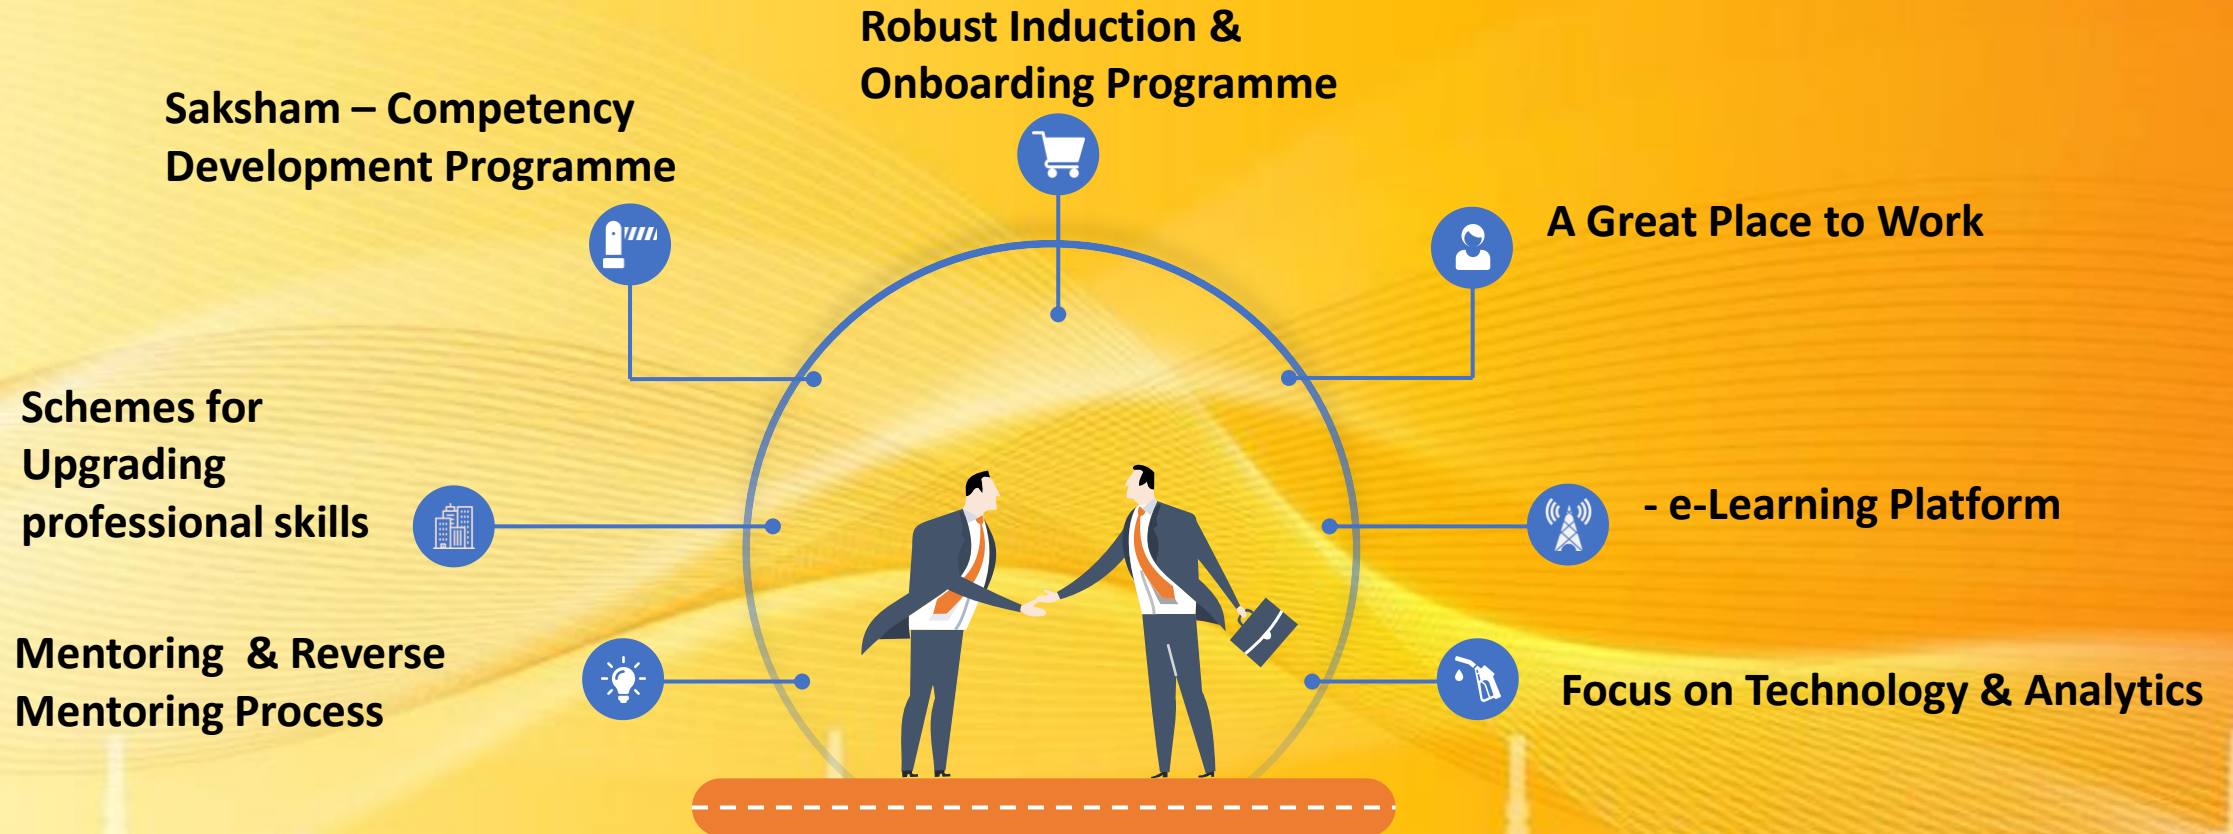 Robust Induction &
Onboarding Programme
Saksham – Competency
Development Programme
A Great Place to Work
Schemes for
Upgrading
professional skills
- e-Learning Platform
Mentoring  & Reverse
Mentoring Process
Focus on Technology & Analytics